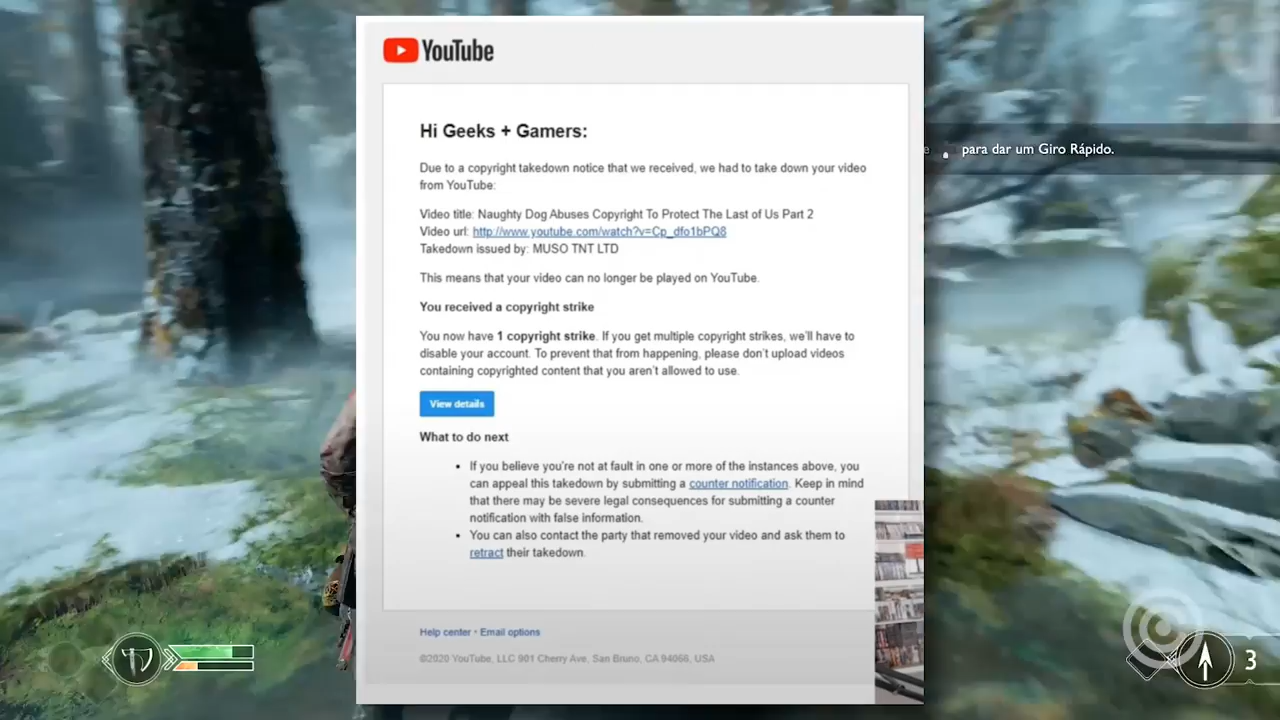 YouTube
Hi Geeks + Gamers:
Due to a copyright takedown notice that we received, we had to take down your video
from YouTube:
Video title: Naughty Dog Abuses Copyright To Protect The Last of Us Part 2
Video url: http://www.youtube.com/watch?v=Cp_dfo1bPQ8
Takedown issued by: MUSO TNT LTD
This means that your video can no longer be played on YouTube.
You received a copyright strike
You now have 1 copyright strike. If you get multiple copyright strikes, we'll have to
disable your account. To prevent that from happening, please don't upload videos
containing copyrighted content that you aren't allowed to use.
View details
What to do next
• If you believe you're not at fault in one or more of the instances above, you
can appeal this takedown by submitting a counter notification. Keep in mind
that there may be severe legal consequences for submitting a counter
notification with false information.
• You can also contact the party that removed your video and ask them to
retract their takedown.
Help center • Email options
©2020 YouTube, LLC 901 Cherry Ave, San Bruno, CA 94066, USA
e para dar um Giro Rápido.
3